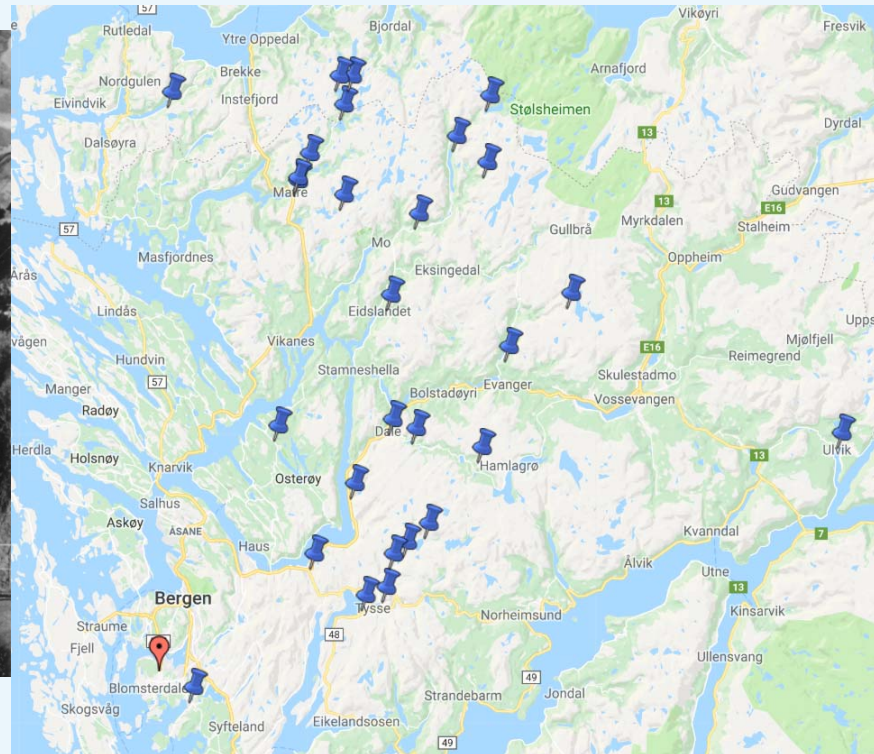 57
Bjordal
Vikøyri
Fresvik
Rutledal
Ytre Oppedal
Arnafjord
Nordgulen
Brekke
Instefjord
Eivindvik
Stølsheimen
Dalsøyra
13
Dyrdal
Matre
Gudvangen
13
E16
Stalheim
57
Mo
Gullbrå
Myrkdalen
Masfjordnes
Oppheim
Årås
Eksingedal
Lindås
Eidslandet
Upps
vågen
Vikanes
Mjølfjell
Hundvin
E16
Reimegrend
Stamneshella
Skulestadmo
57
Evanger
Manger
Bolstadøyri
Vossevangen
Radøy
Dale
Herdla
Ulvik
Holsnøy
Knarvik
Hamlagrø
13
Osterøy
Salhus
Askøy
ÅSANE
Kvanndal
7
Haus
Ålvik
Utne
Bergen
Tysse
13
Norheimsund
Kinsarvik
Straume
48
Fjell
Ullensvang
49
Blomsterdale
Strandebarm
Jondal
Skogsvåg
Syfteland
Eikelandsosen
49